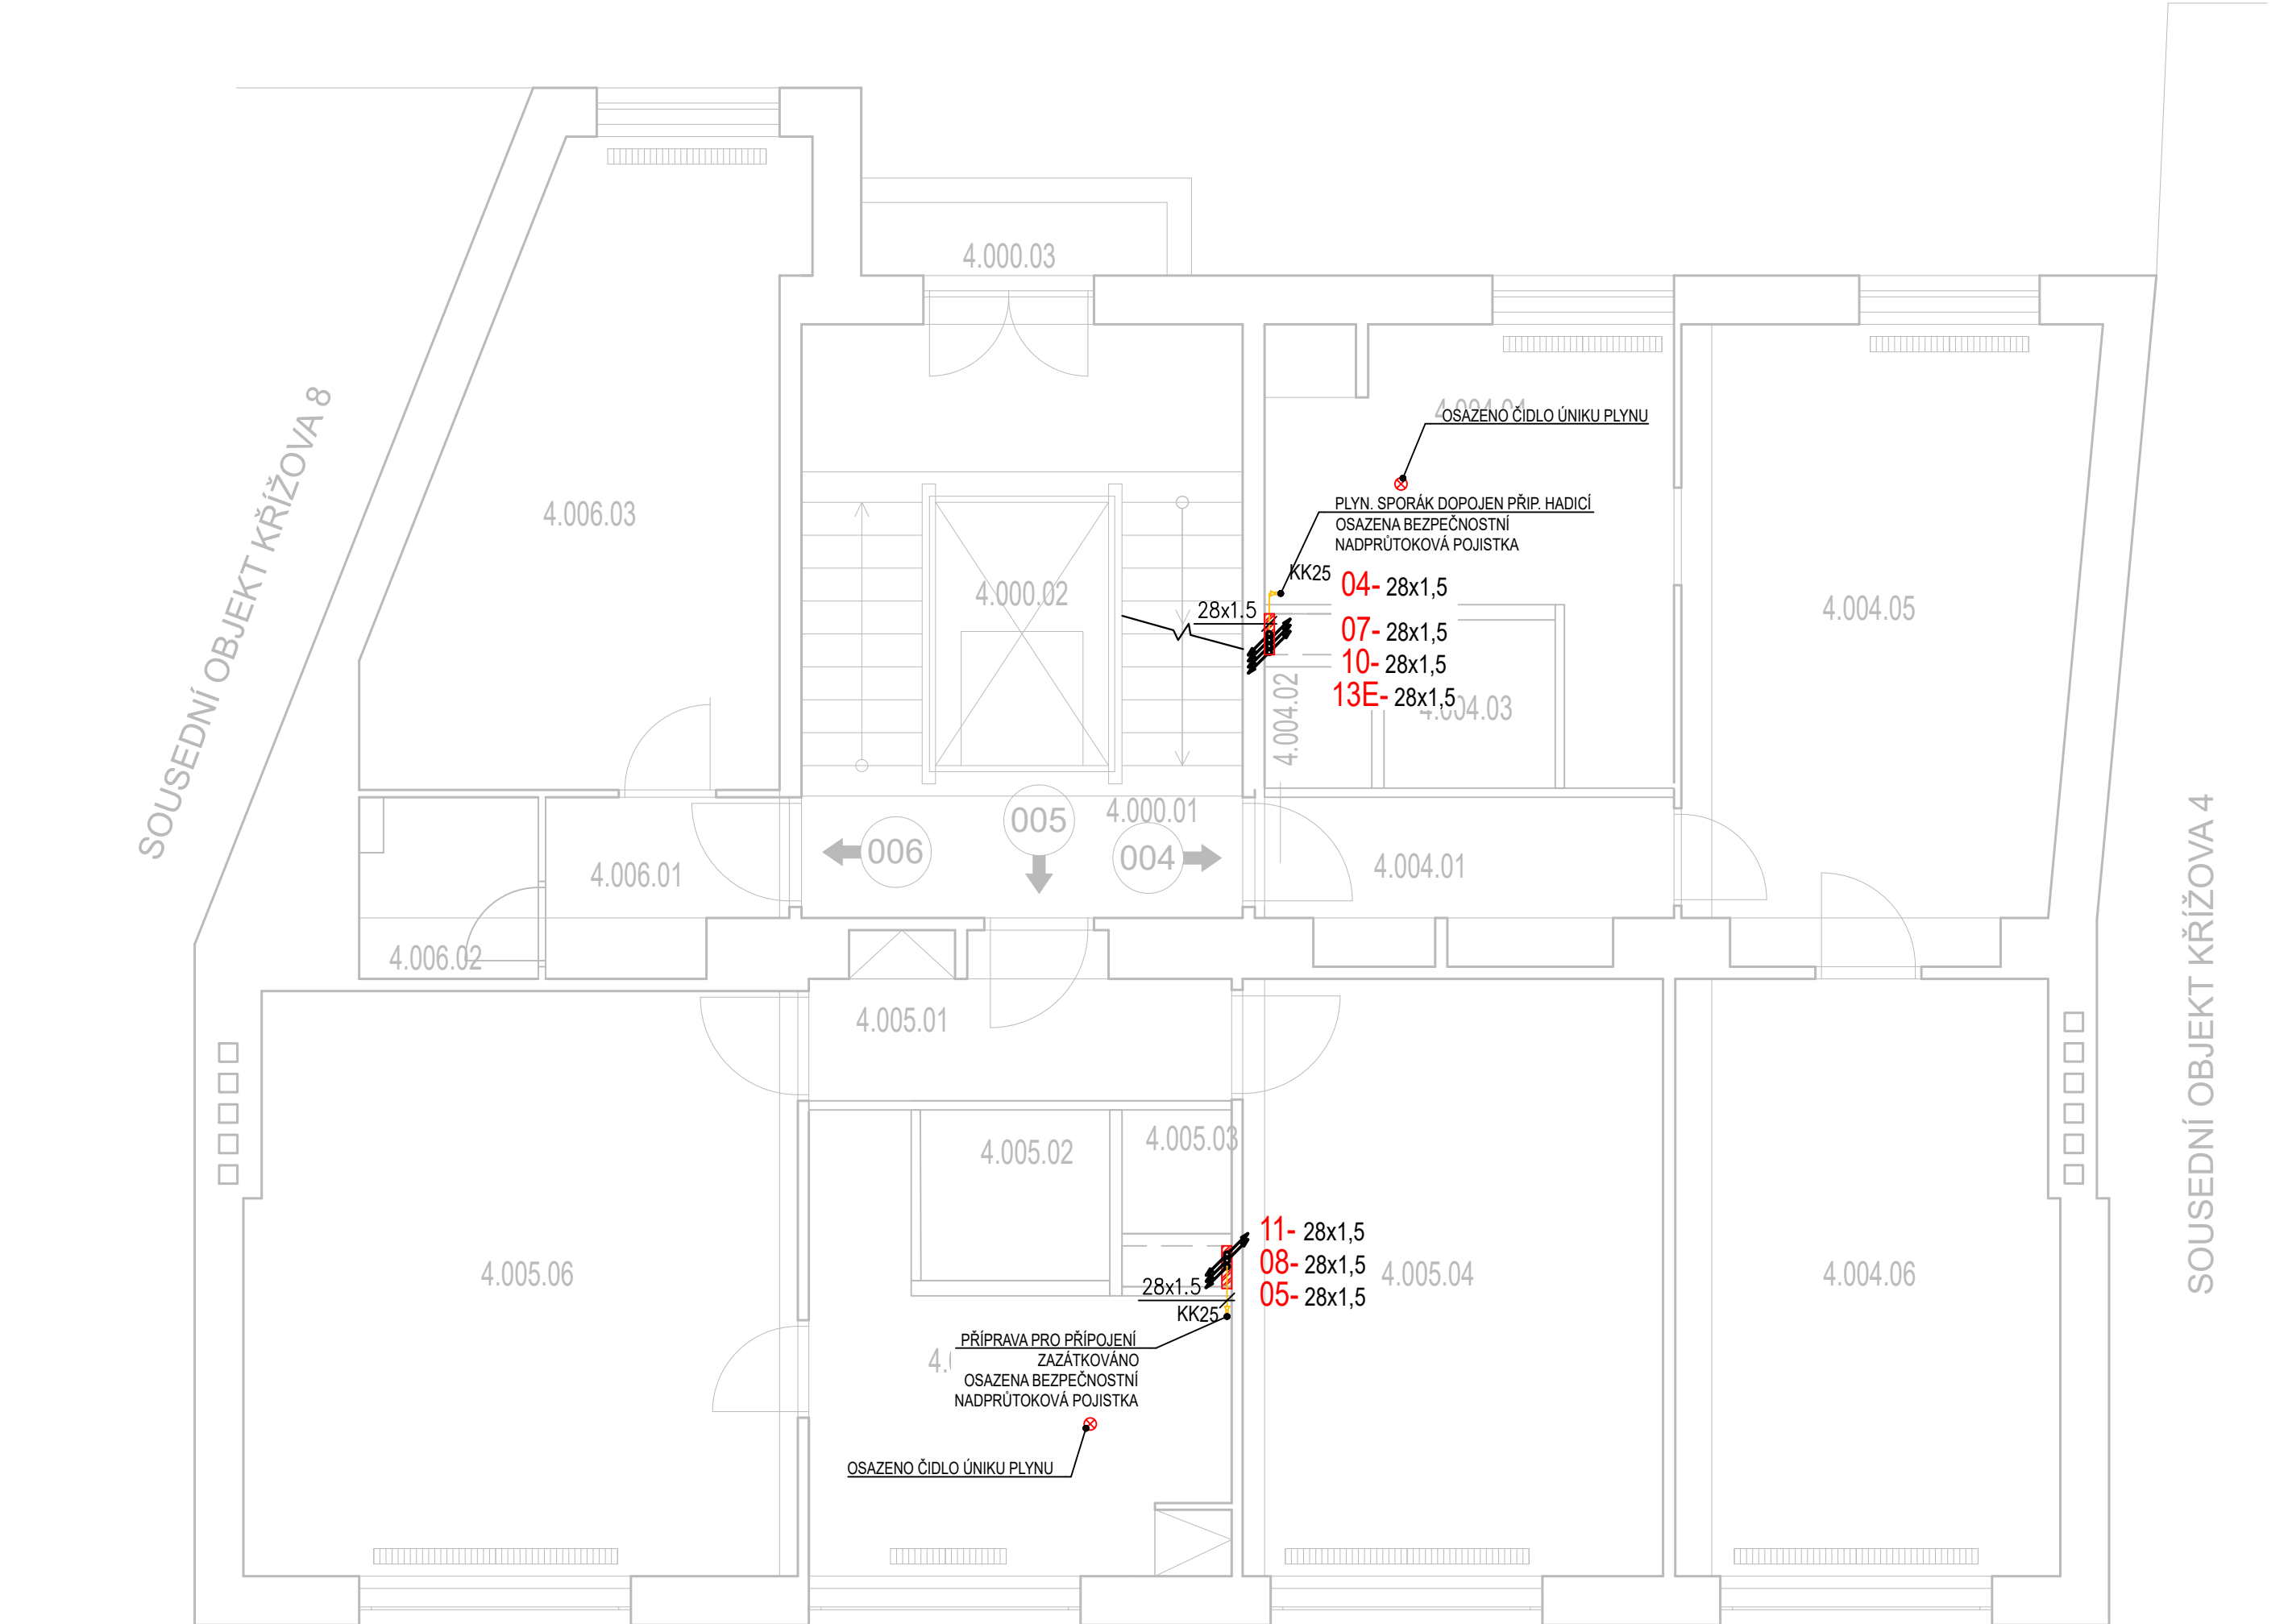 4.000.03
SOUSEDNÍ OBJEKT KŘÍŽOVA 8
OSAZENO ČIDLO ÚNIKU PLYNU
4.006.03
PLYN. SPORÁK DOPOJEN PŘIP. HADICÍ
OSAZENA BEZPEČNOSTNÍ
NADPRŮTOKOVÁ POJISTKA
KK25
04- 28x1,5
4.000.02
28x1.5
4.004.05
07- 28x1,5
10- 28x1,5
13E- 28x1,5
4.004.02
4.004.03
4.000.01
005
006
004
4.006.01
4.004.01
4.006.02
4.005.01
SOUSEDNÍ OBJEKT KŘÍŽOVA 4
4.005.02
4.005.03
11- 28x1,5
08- 28x1,5
05- 28x1,5
4.005.06
4.005.04
4.004.06
28x1.5
KK25
PŘÍPRAVA PRO PŘÍPOJENÍ
ZAZÁTKOVÁNO
OSAZENA BEZPEČNOSTNÍ
NADPRŮTOKOVÁ POJISTKA
OSAZENO ČIDLO ÚNIKU PLYNU